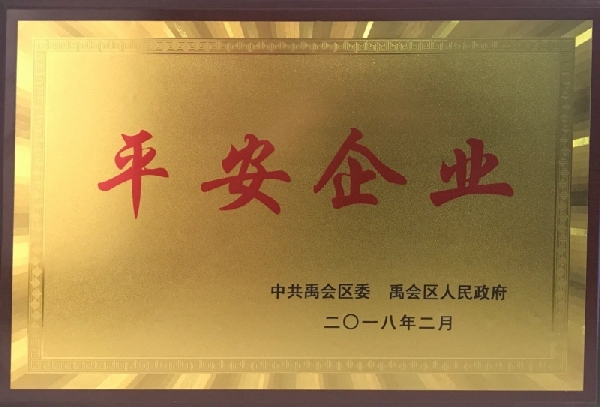 平安企业
中共禹会区委 禹会区人民政府
二〇一八年二月